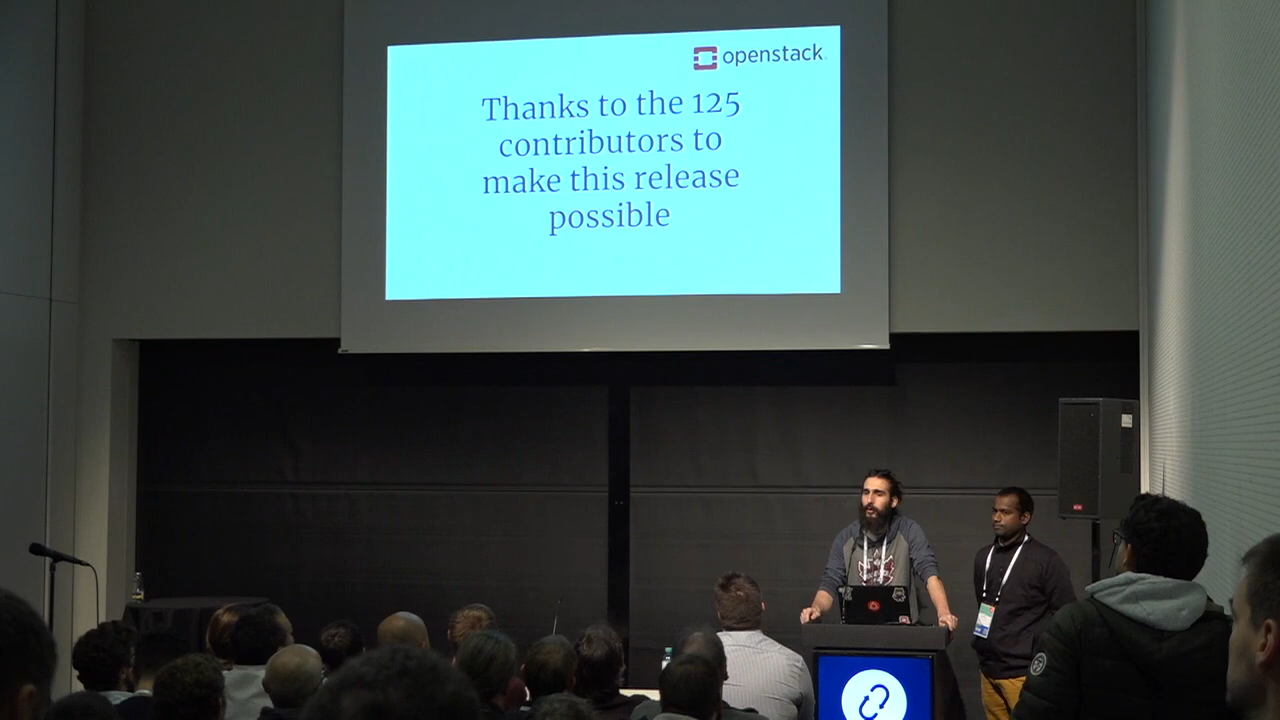 openstack.
Thanks to the 125
contributors to
make this release
possible